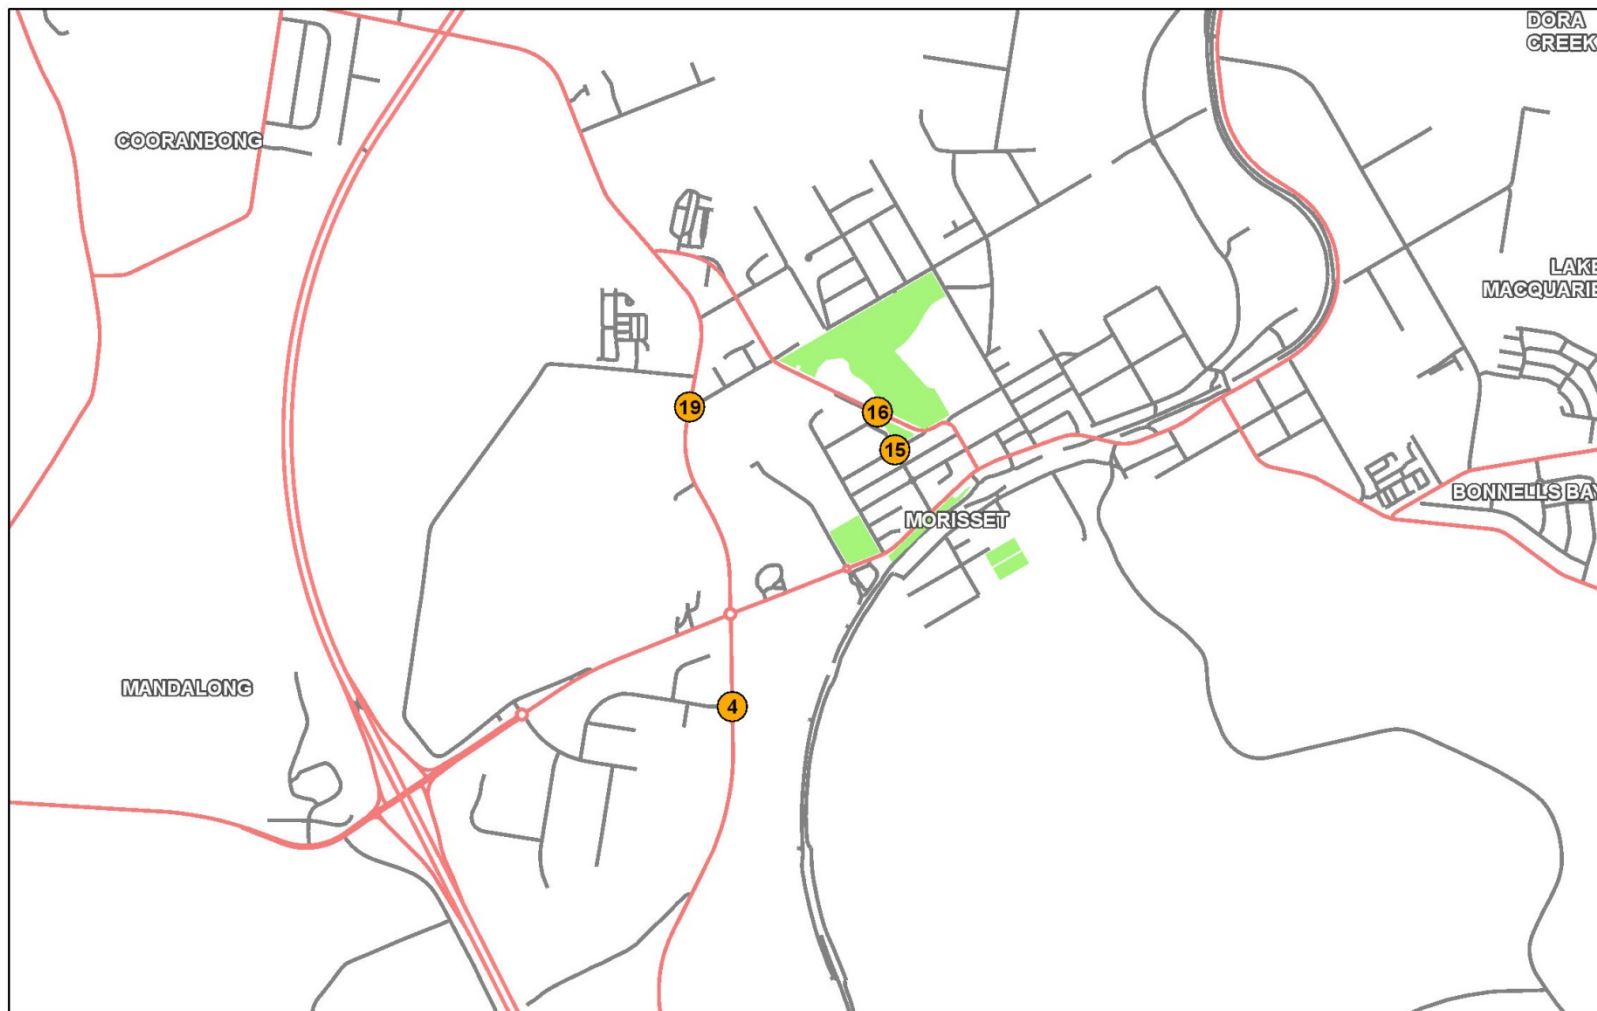 DORA
CREEK
COORANBONG
LAKE
MACQUARIE
19
16
15
BONNELLS BAY
MORISSET
MANDALONG
4